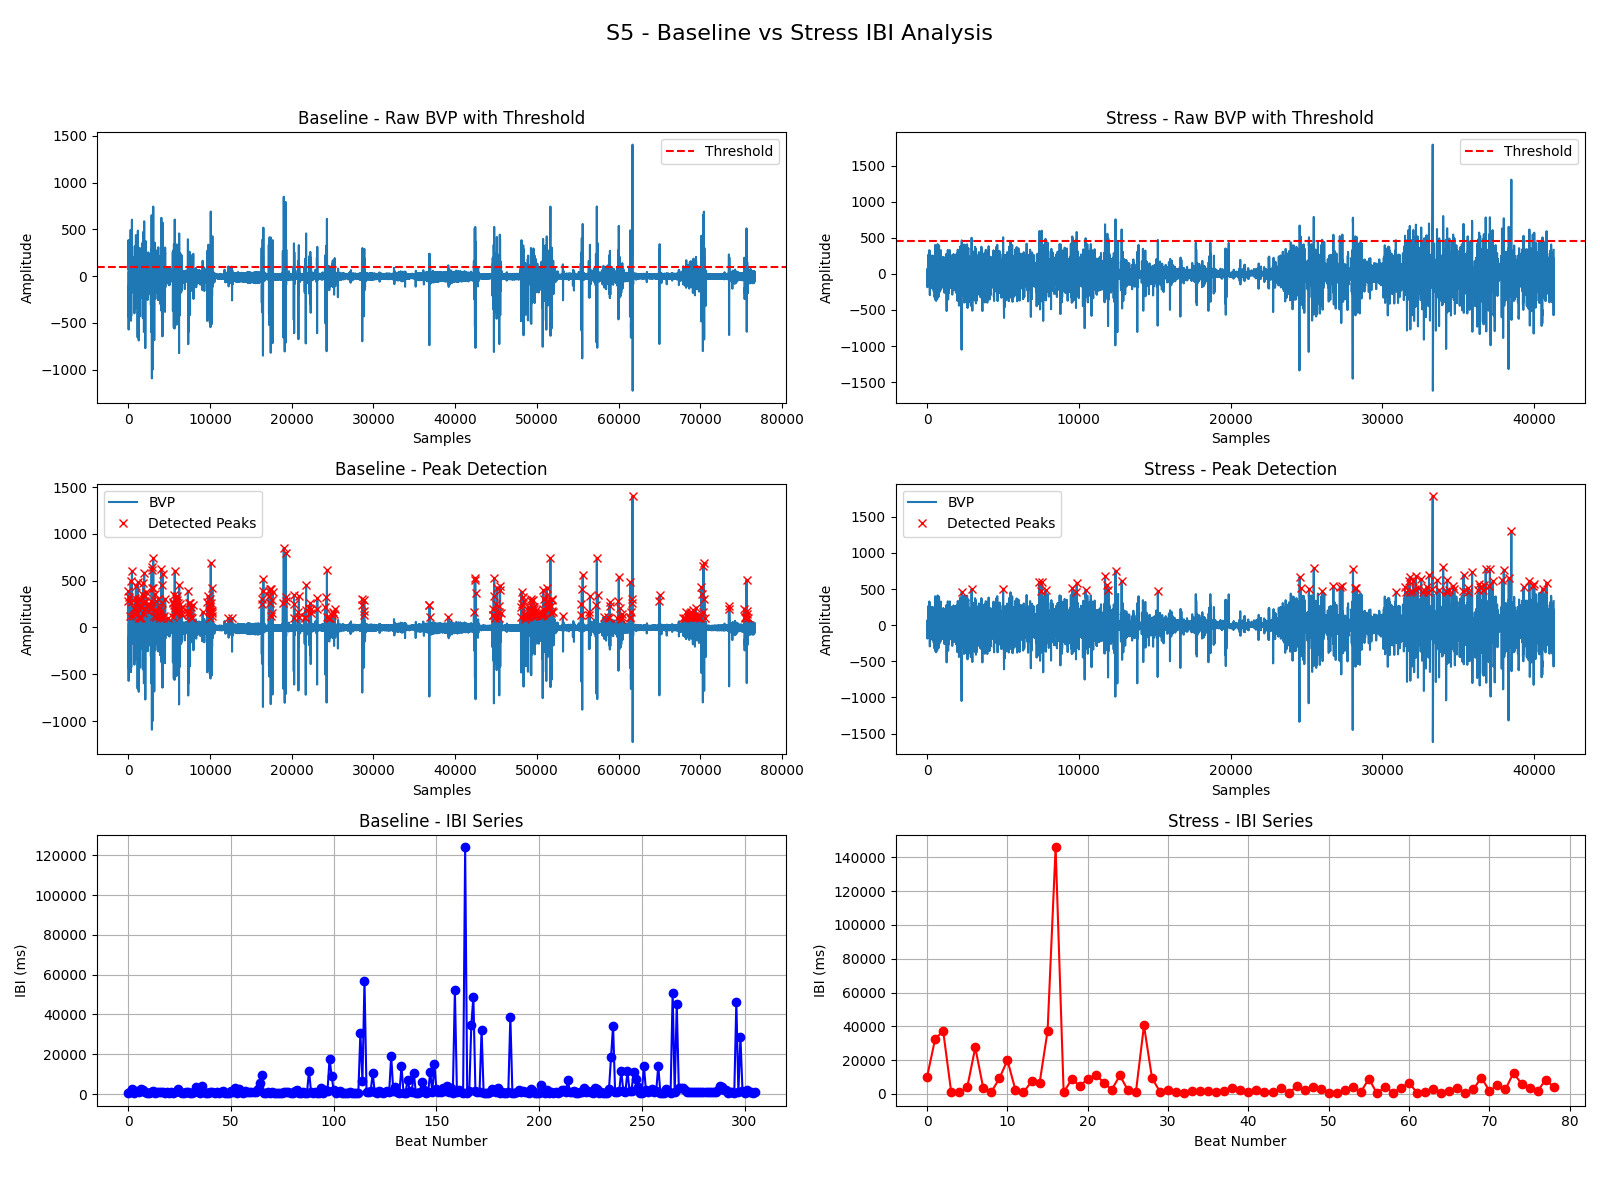 S5 - Baseline vs Stress IBI Analysis
Baseline - Raw BVP with Threshold
1500
1000
500
0
−500
−1000
Amplitude
Threshold
0 10000 20000 30000 40000 50000 60000 70000 80000
Samples
Stress - Raw BVP with Threshold
1500
1000
500
0
−500
−1000
−1500
Amplitude
Threshold
0 10000 20000 30000 40000
Samples
Baseline - Peak Detection
1500
1000
500
0
−500
−1000
Amplitude
BVP
Detected Peaks
0 10000 20000 30000 40000 50000 60000 70000 80000
Samples
Stress - Peak Detection
1500
1000
500
0
−500
−1000
−1500
Amplitude
BVP
Detected Peaks
0 10000 20000 30000 40000
Samples
Baseline - IBI Series
120000
100000
80000
60000
40000
20000
0
IBI (ms)
0 50 100 150 200 250 300
Beat Number
Stress - IBI Series
140000
120000
100000
80000
60000
40000
20000
0
IBI (ms)
0 10 20 30 40 50 60 70 80
Beat Number